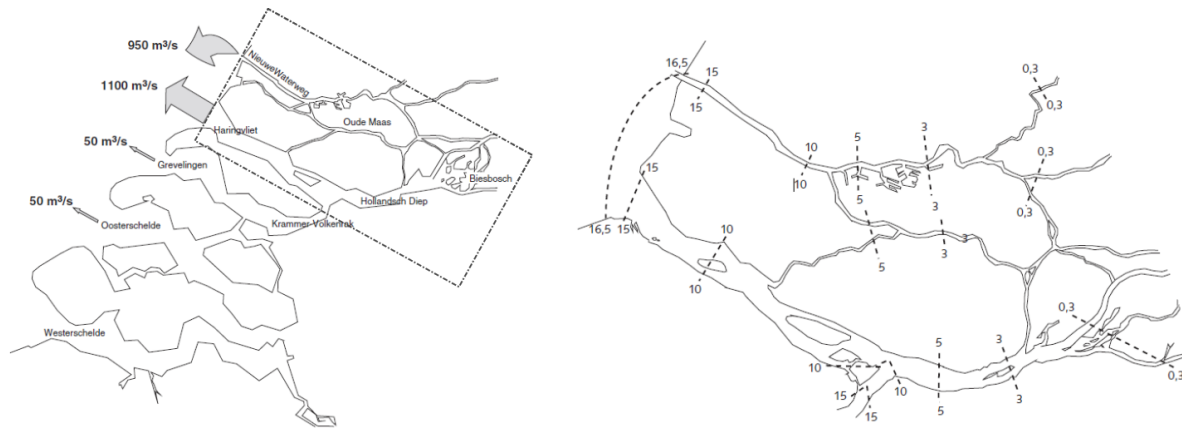 950 m³/s
NieuweWaterweg
1100 m³/s
Oude Maas
Haringvliet
50 m³/s
Grevelingen
Biesbosch
Hollandsch Diep
50 m³/s
Krammer-Volkerak
Oosterschelde
Westerschelde
16,5
15
15
0,3
0,3
10
5
3
10
0,3
15
5
3
0,3
16,5
15
10
5
3
3
10
0,3
5
3
10
0,3
15
10
15
5
3